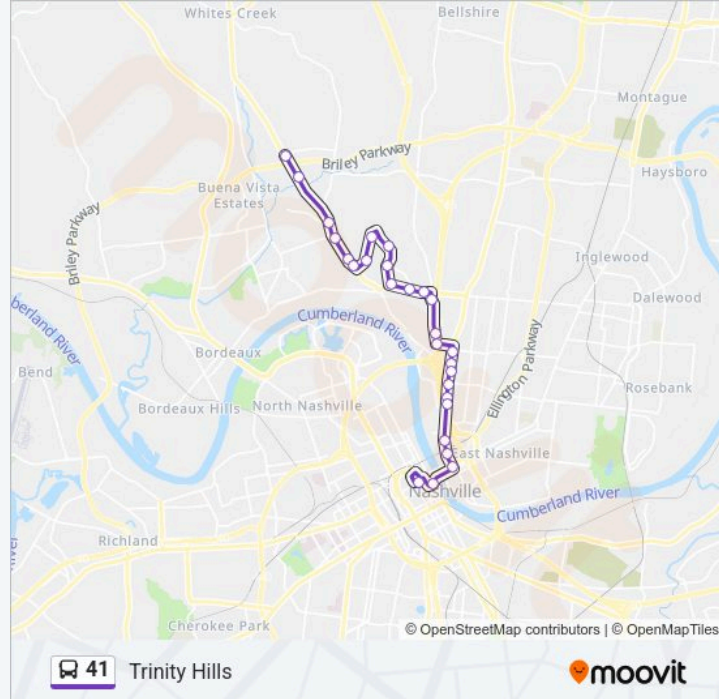 Whites Creek
Bellshire
Montague
Briley Parkway
Haysboro
Buena Vista
Estates
Briley Parkway
Inglewood
Dalewood
Cumberland River
berland River
Bordeaux
Ellington Parkway
Bend
Rosebank
Bordeaux Hills
North Nashville
East Nashville
Nashville
Cumberland River
Richland
River
Cherokee Park
© OpenStreetMap contributors | © OpenMapTiles
41
Trinity Hills
moovit